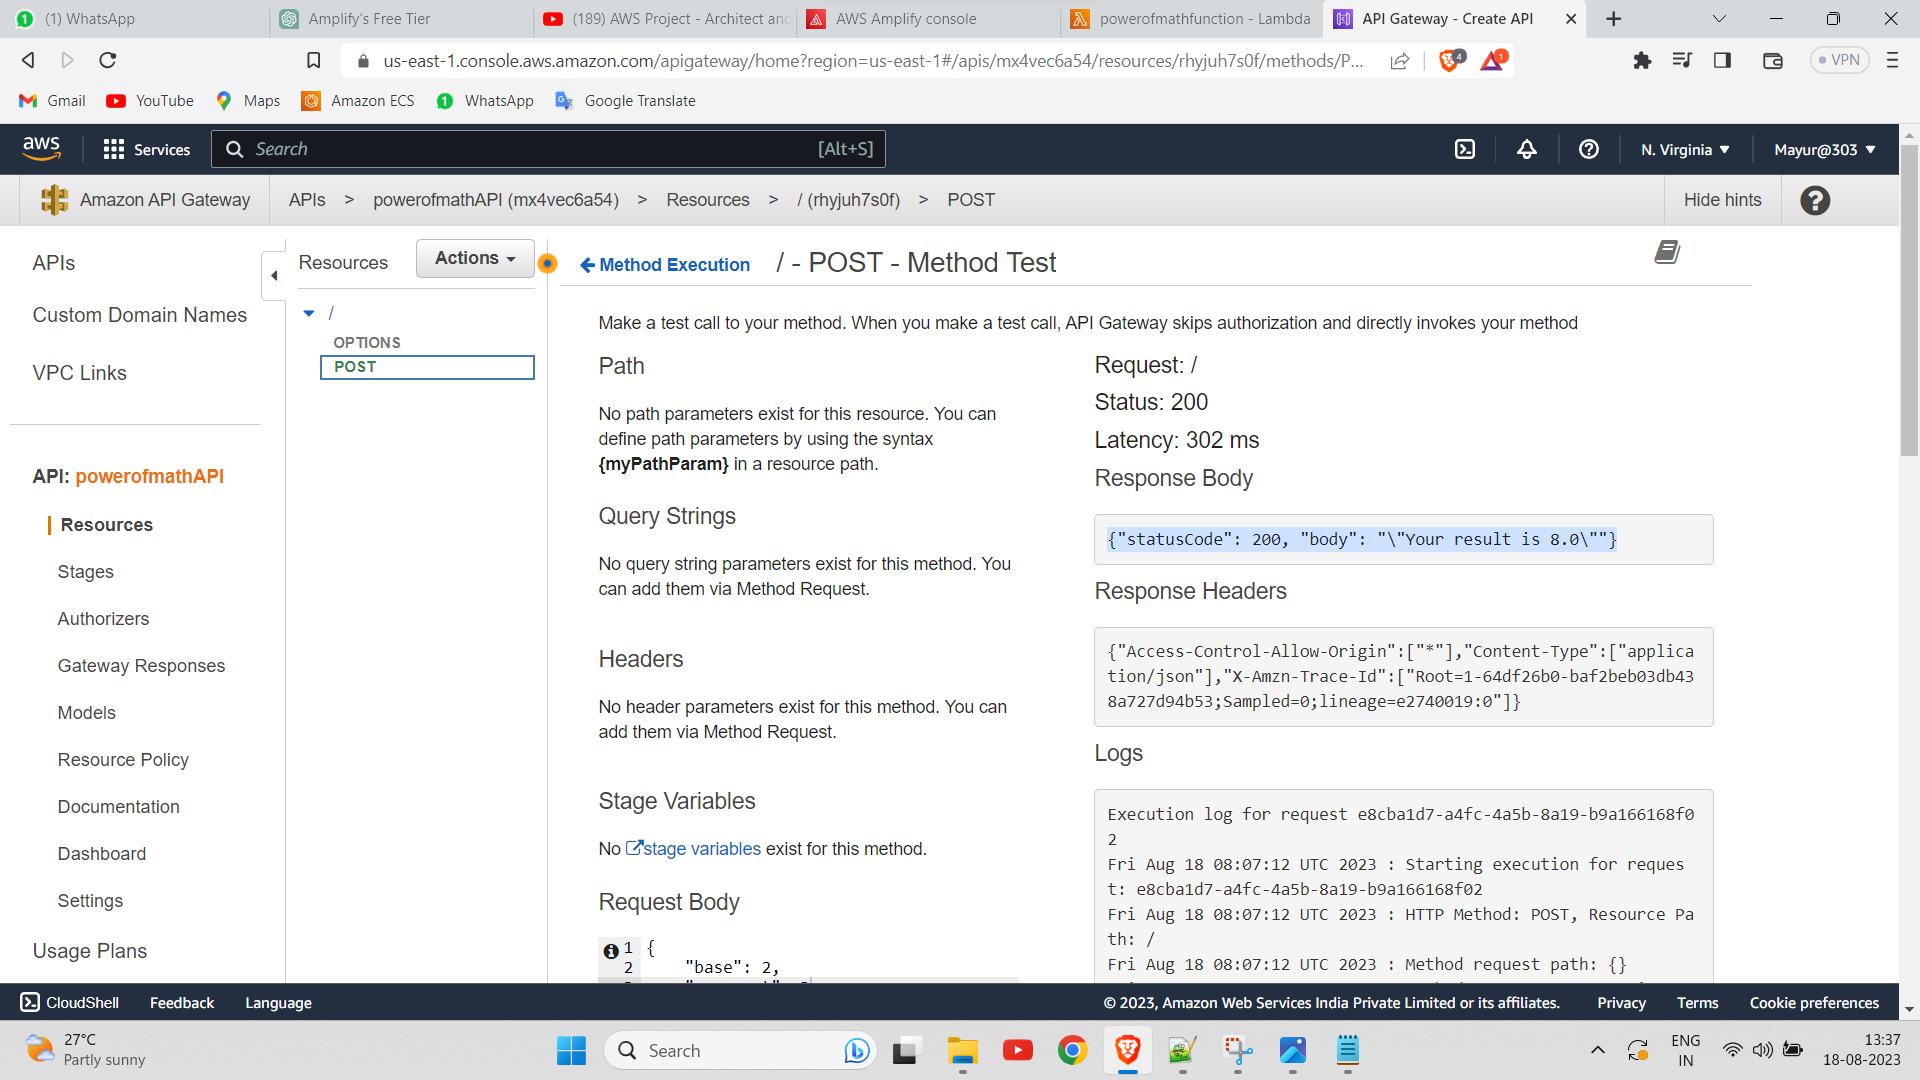 (1) WhatsApp
Amplify's Free Tier
(189) AWS Project - Architect and
AWS Amplify console
powerofmathfunction - Lambda
API Gateway - Create API
us-east-1.console.aws.amazon.com/apigateway/home?region=us-east-1#/apis/mx4vec6a54/resources/rhyjuh7s0f/methods/P...
4
1
VPN
Gmail
YouTube
Maps
Amazon ECS
WhatsApp
Google Translate
aws
Services
Search
[Alt+S]
N. Virginia
Mayur@303
Amazon API Gateway
APIs > powerofmathAPI (mx4vec6a54) > Resources > / (rhyjuh7s0f) > POST
Hide hints
APIs
Custom Domain Names
VPC Links
API: powerofmathAPI
Resources
Stages
Authorizers
Gateway Responses
Models
Resource Policy
Documentation
Dashboard
Settings
Usage Plans
Resources
Actions
/
OPTIONS
POST
Method Execution
/ - POST - Method Test
Make a test call to your method. When you make a test call, API Gateway skips authorization and directly invokes your method
Path
No path parameters exist for this resource. You can
define path parameters by using the syntax
{myPathParam} in a resource path.
Query Strings
No query string parameters exist for this method. You
can add them via Method Request.
Headers
No header parameters exist for this method. You can
add them via Method Request.
Stage Variables
No stage variables exist for this method.
Request Body
1 {
2 "base": 2,
Request: /
Status: 200
Latency: 302 ms
Response Body
{"statusCode": 200, "body": "\"Your result is 8.0\""}
Response Headers
{"Access-Control-Allow-Origin":["*"],"Content-Type":["applica
tion/json"],"X-Amzn-Trace-Id":["Root=1-64df26b0-baf2beb03db43
8a727d94b53;Sampled=0;lineage=e2740019:0"]}
Logs
Execution log for request e8cba1d7-a4fc-4a5b-8a19-b9a166168f0
2
Fri Aug 18 08:07:12 UTC 2023 : Starting execution for reques
t: e8cba1d7-a4fc-4a5b-8a19-b9a166168f02
Fri Aug 18 08:07:12 UTC 2023 : HTTP Method: POST, Resource Pa
th: /
Fri Aug 18 08:07:12 UTC 2023 : Method request path: {}
CloudShell
Feedback
Language
© 2023, Amazon Web Services India Private Limited or its affiliates.
Privacy
Terms
Cookie preferences
27°C
Partly sunny
Search
ENG
IN
13:37
18-08-2023